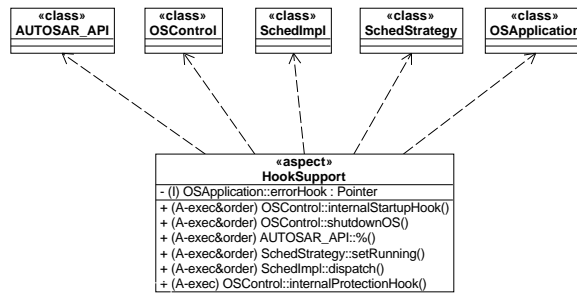 «class»
AUTOSAR_API
«class»
OSControl
«class»
SchedImpl
«class»
SchedStrategy
«class»
OSApplication
«aspect»
HookSupport
- (I) OSApplication::errorHook : Pointer
+ (A-exec&order) OSControl::internalStartupHook()
+ (A-exec&order) OSControl::shutdownOS()
+ (A-exec&order) AUTOSAR_API::%()
+ (A-exec&order) SchedStrategy::setRunning()
+ (A-exec&order) SchedImpl::dispatch()
+ (A-exec) OSControl::internalProtectionHook()